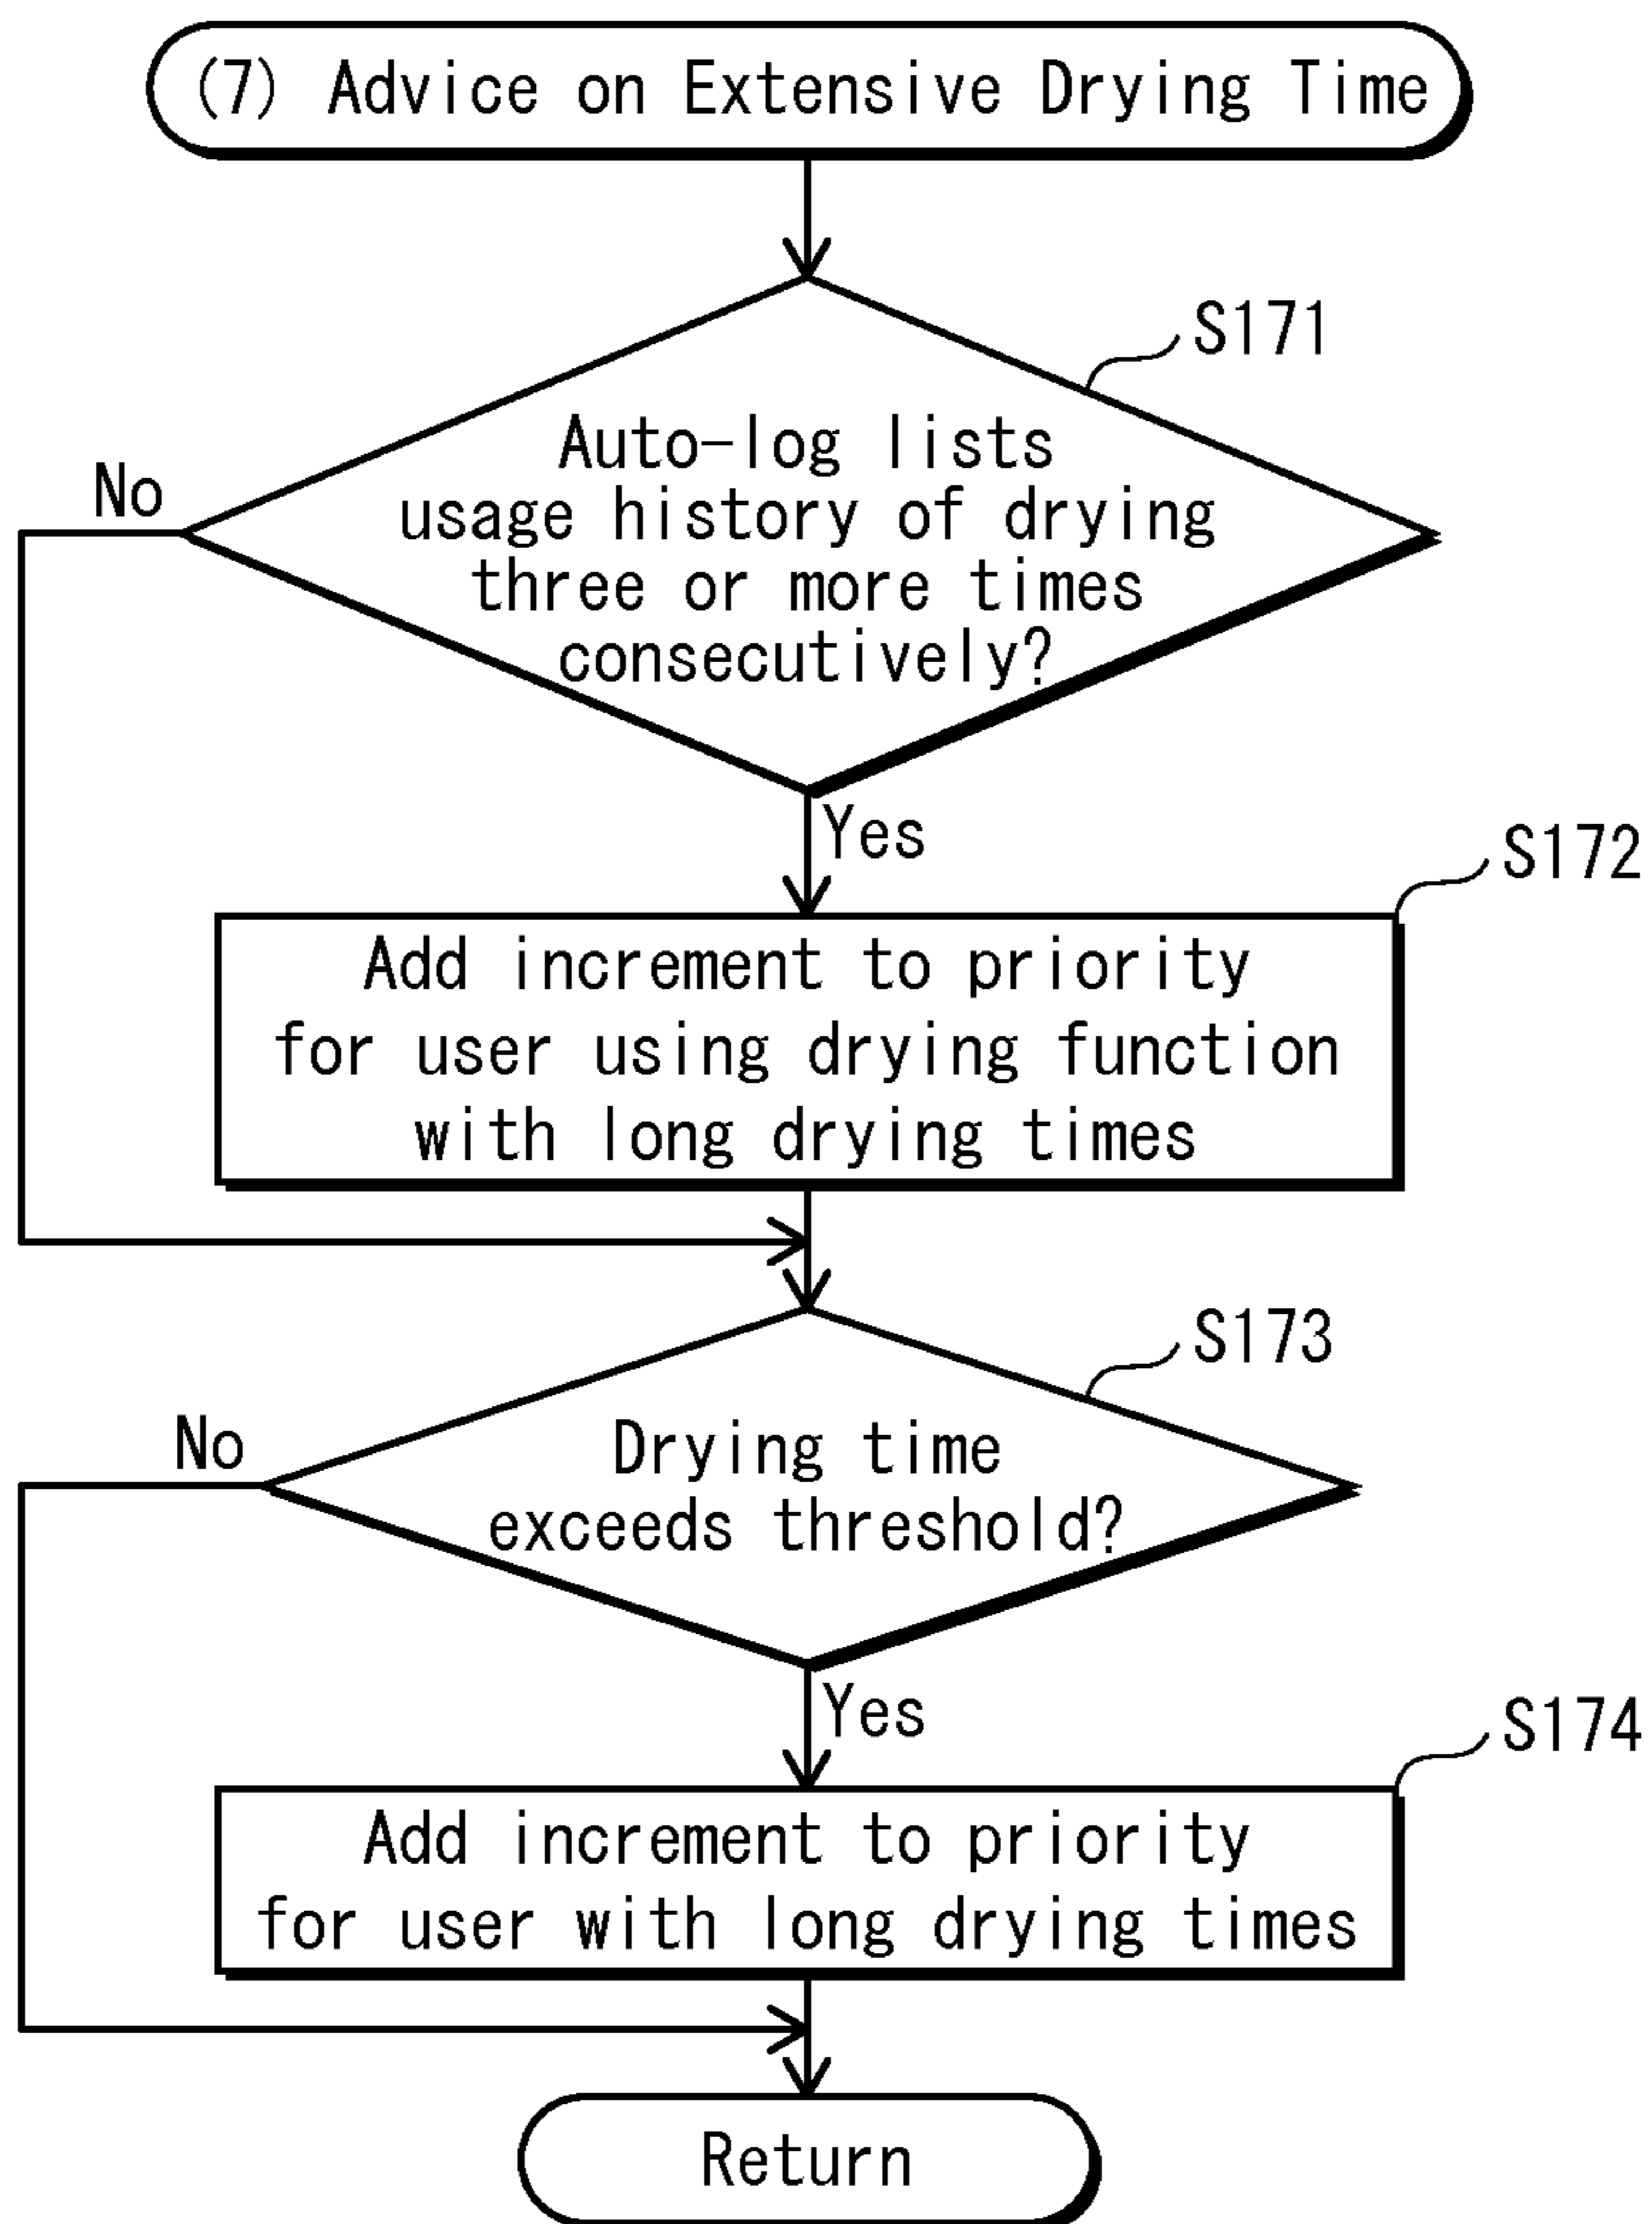 (7) Advice on Extensive Drying Time
S171
Auto-log lists
usage history of drying
three or more times
consecutively?
No
Yes
S172
Add increment to priority
for user using drying function
with long drying times
S173
Drying time
exceeds threshold?
No
Yes
S174
Add increment to priority
for user with long drying times
Return